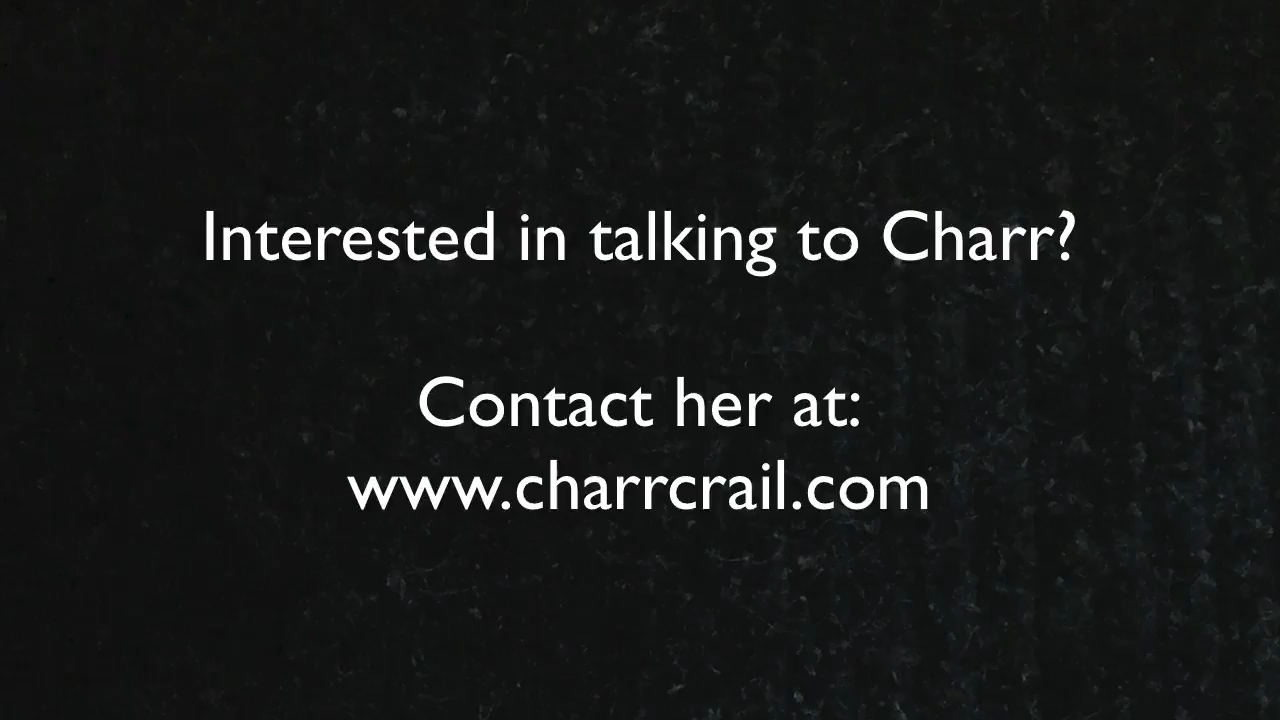 Interested in talking to Charr?
Contact her at:
www.charrcrail.com